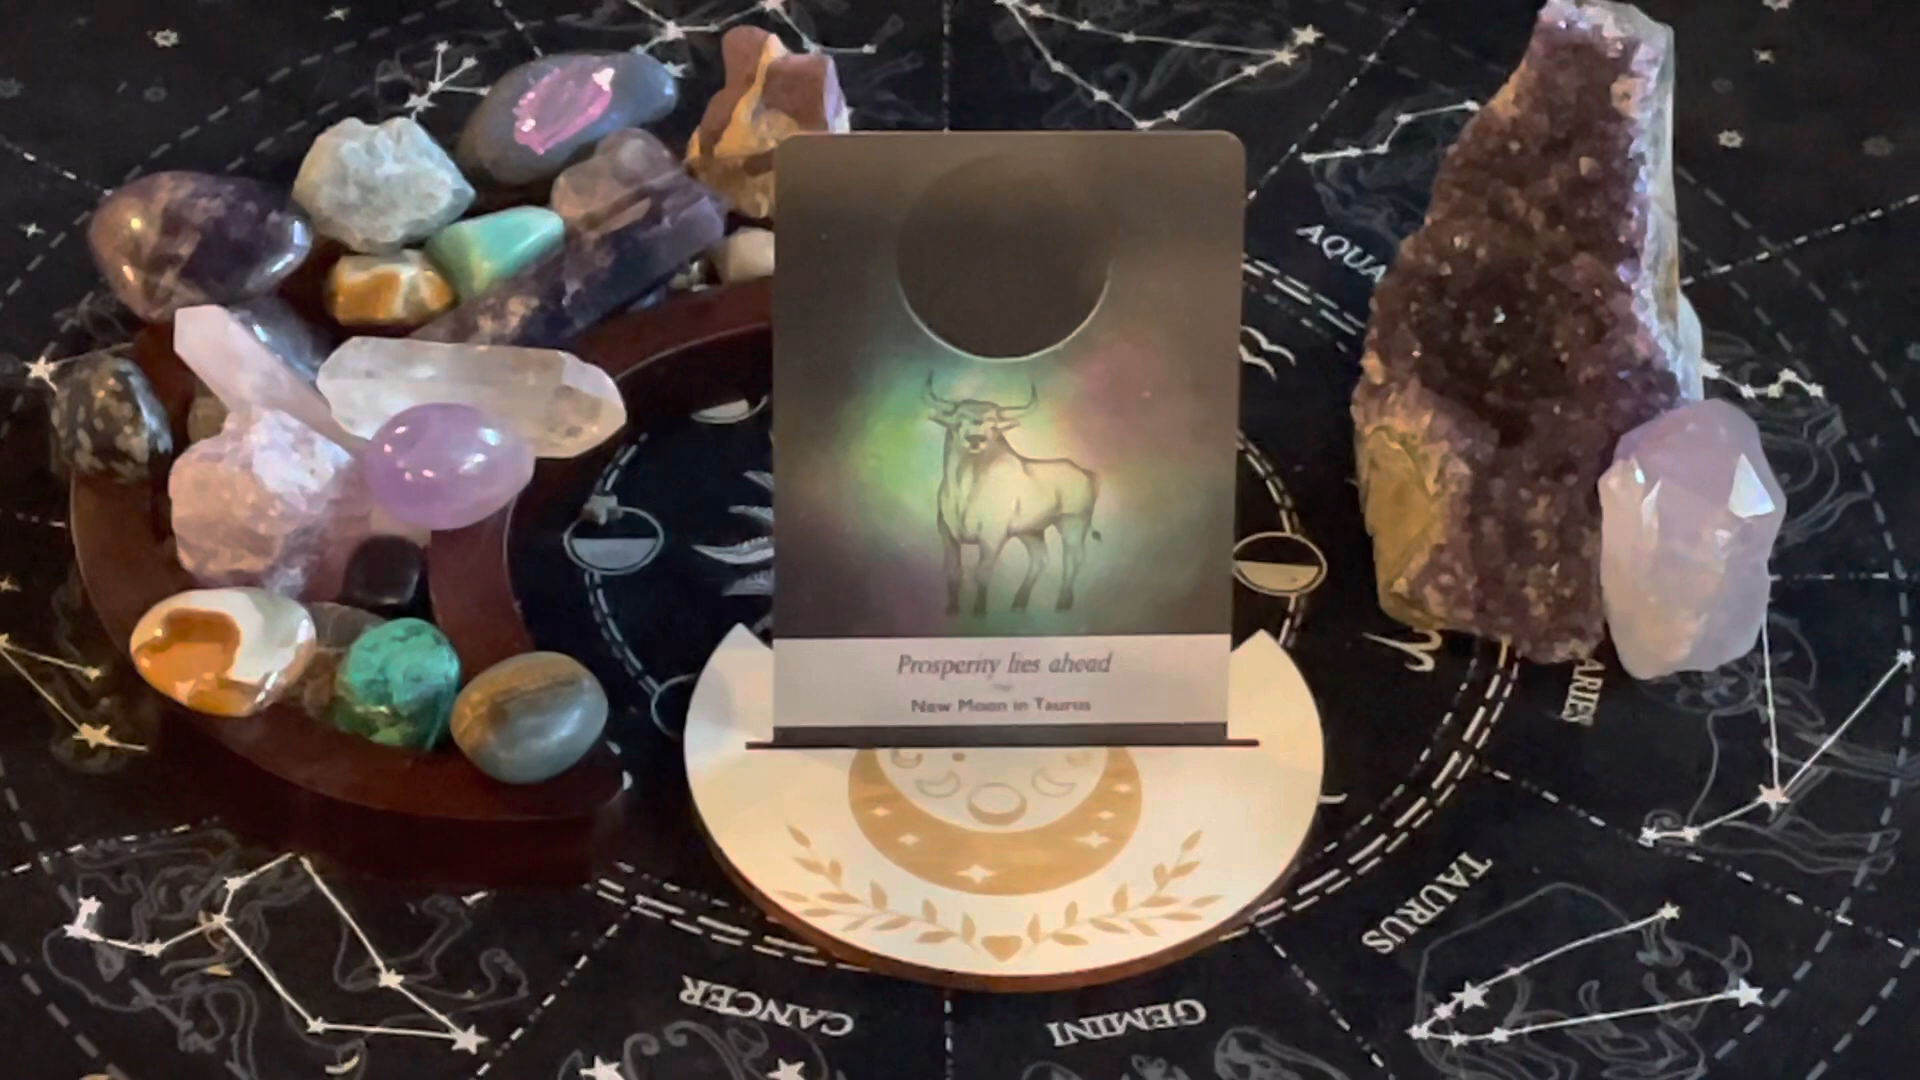 AQUA
Prosperity lies ahead
New Moon in Taurus
ARIES
TAURUS
CANCER
GEMINI